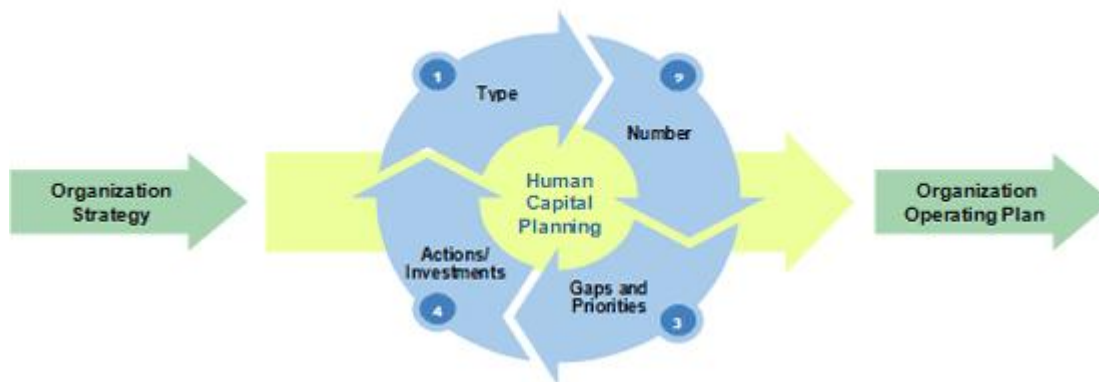 1
Type
2
Number
Organization
Strategy
Human
Capital
Planning
Organization
Operating Plan
Actions/
Investments
4
Gaps and
Priorities
3